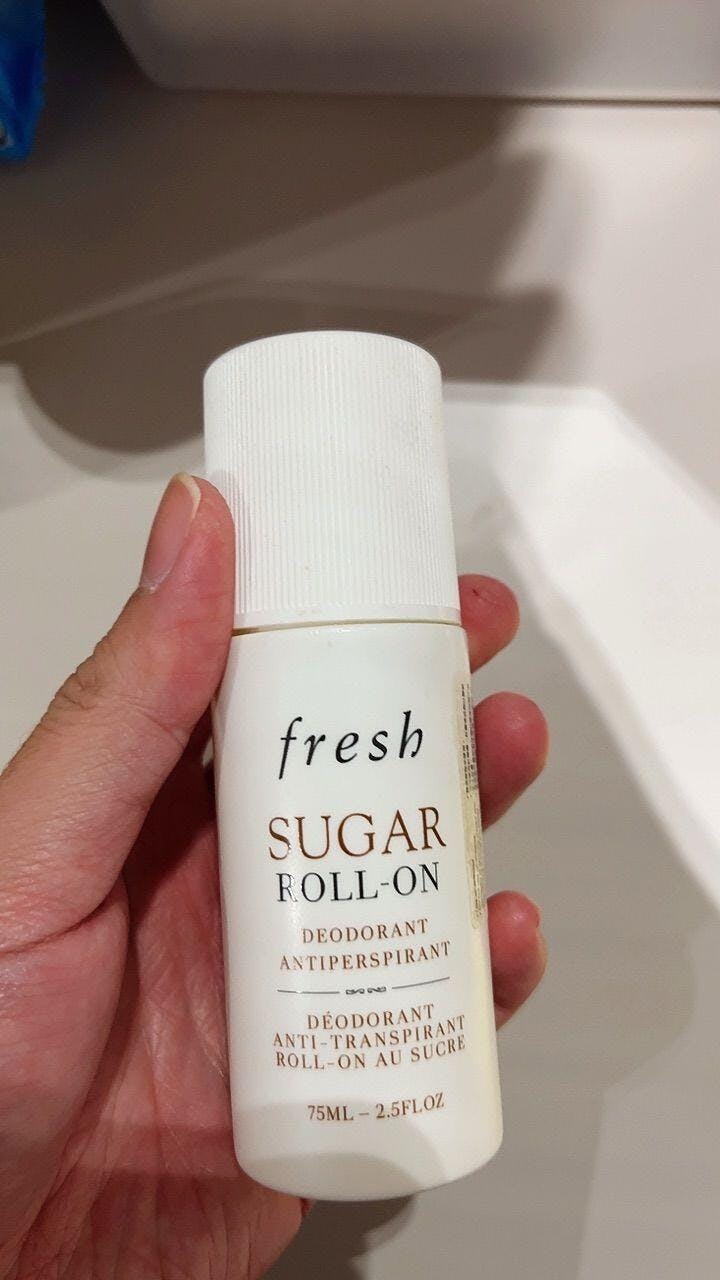 fresh
SUGAR
ROLL-ON
DEODORANT
ANTIPERSPIRANT
DÉODORANT
ANTI-TRANSPIRANT
ROLL-ON AU SUCRE
75ML – 2.5FLOZ